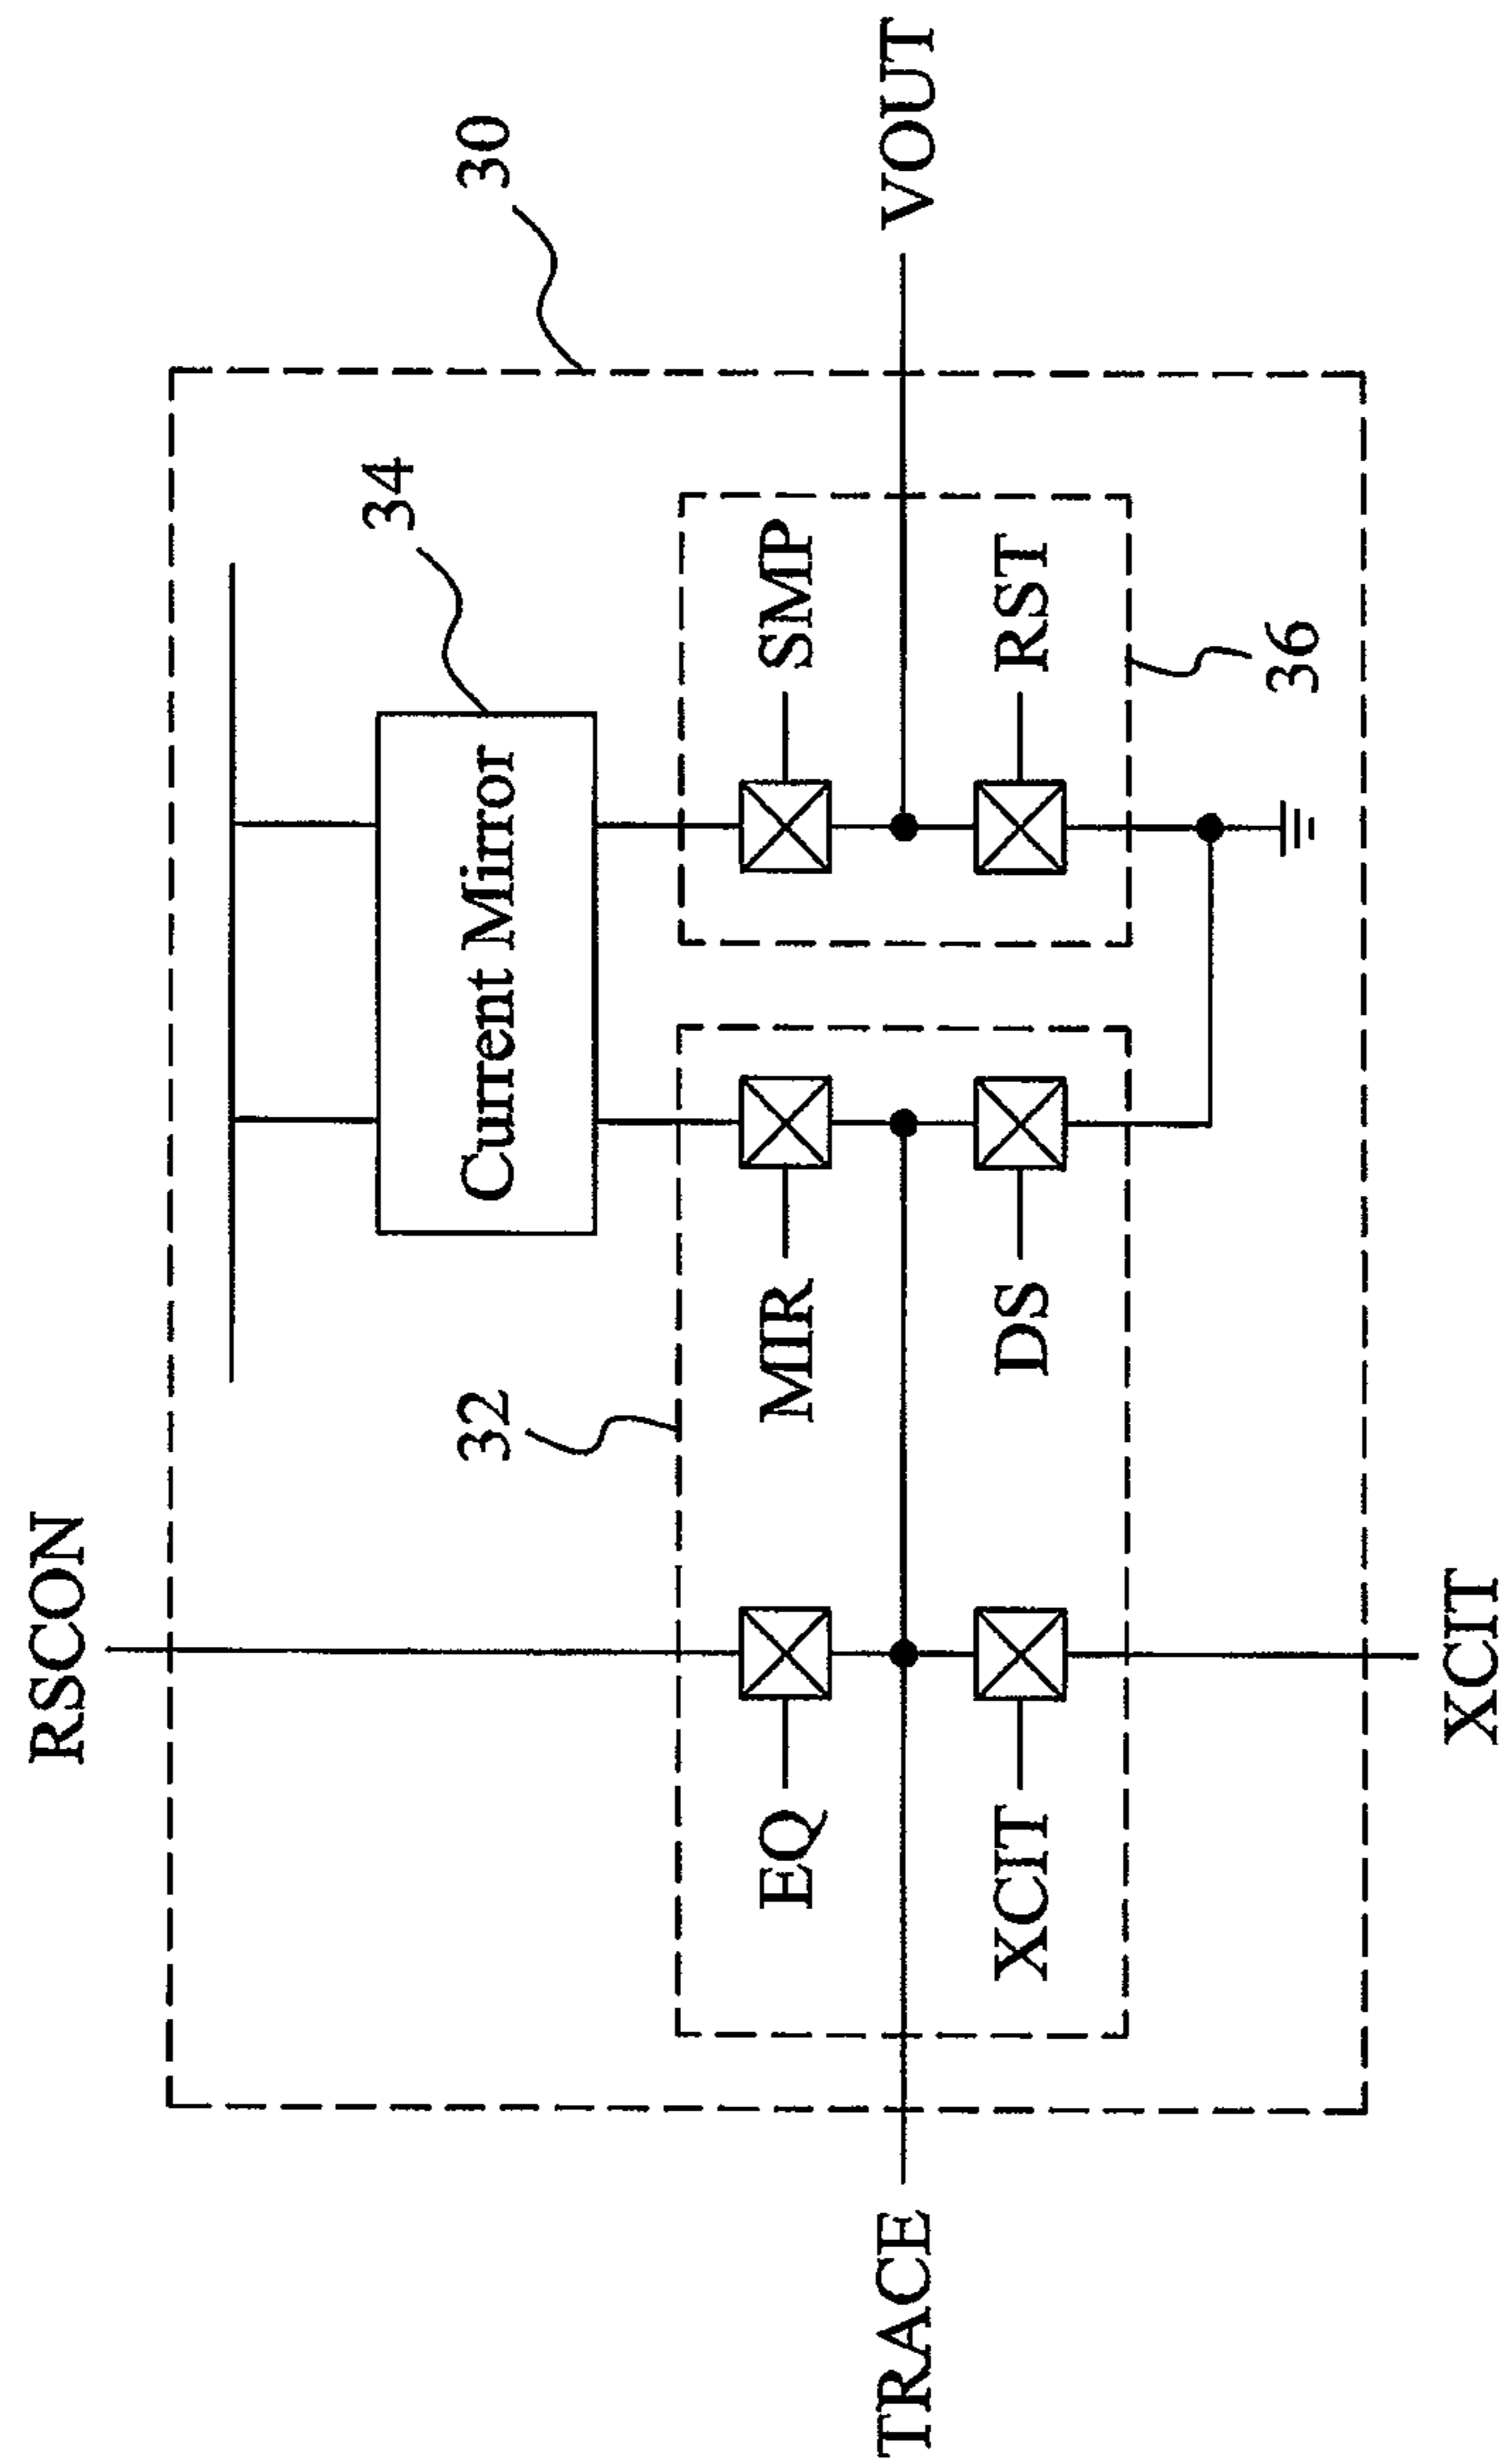 RSCON
30
34
Current Mirror
32
EQ
MIR
SMP
TRACE
VOUT
XCIT
DS
RST
36
XCIT